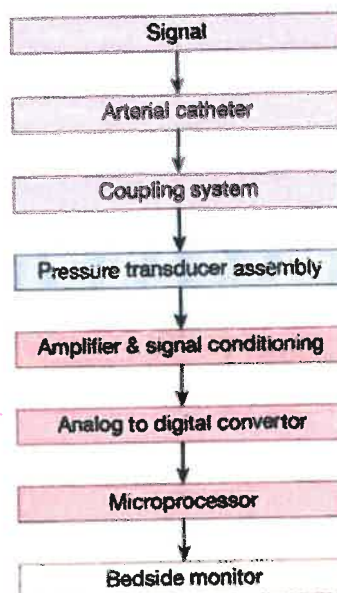 Signal
Arterial catheter
Coupling system
Pressure transducer assembly
Amplifier & signal conditioning
Analog to digital convertor
Microprocessor
Bedside monitor